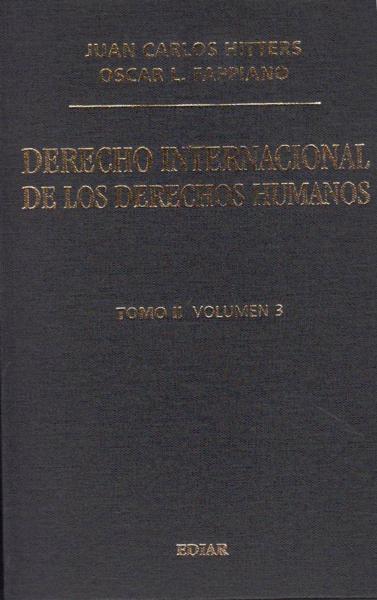 JUAN CARLOS HITTERS
OSCAR L. FAPPIANO
DERECHO INTERNACIONAL
DE LOS DERECHOS HUMANOS
TOMO II VOLUMEN 3
EDIAR